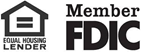 EQUAL HOUSING
LENDER
Member
FDIC